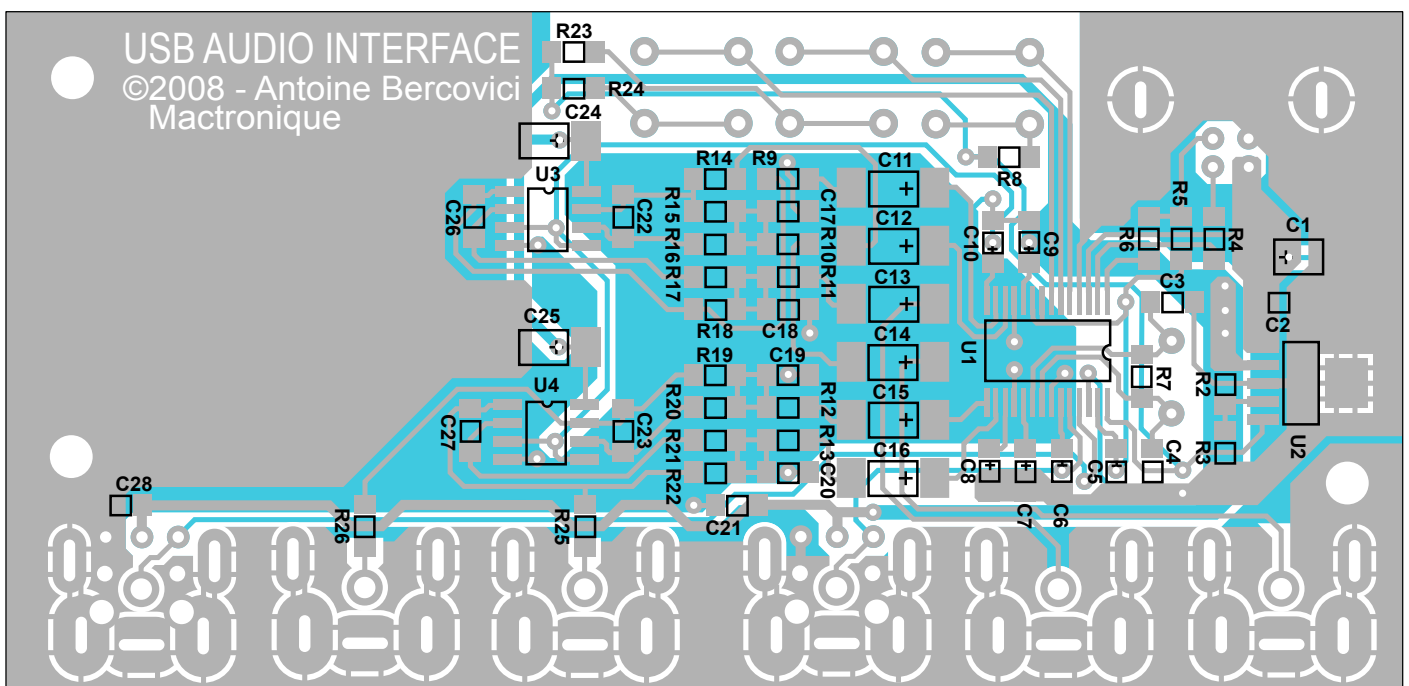 USB AUDIO INTERFACE
©2008 - Antoine Bercovici
Mactronique
R23
R24
C24
U3
R14
R9
C11
R8
R5
C26
C22
R15
C17
C12
C10
C9
R6
R4
C1
R16
R10
R17
R11
C13
C3
C2
C25
R18
C18
C14
U1
R7
U4
R19
C19
R2
C27
C23
R20
R12
C15
R21
R13
U2
R3
R22
C20
C16
C8
C5
C4
C28
R26
R25
C21
C7
C6
+
+
+
+
+
+
+
+
+
+
+
+